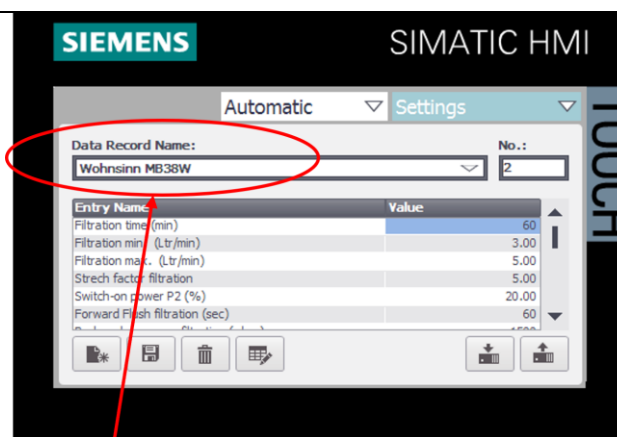 SIEMENS
SIMATIC HMI
TOUCH
Automatic
Settings
Data Record Name:
No.:
Wohnsinn MB38W
2
Entry Name
Value
Filtration time (min)
60
Filtration min. (Ltr/min)
3.00
Filtration max. (Ltr/min)
5.00
Strech factor filtration
5.00
Switch-on power P2 (%)
20.00
Forward Flush filtration (sec)
60
1500